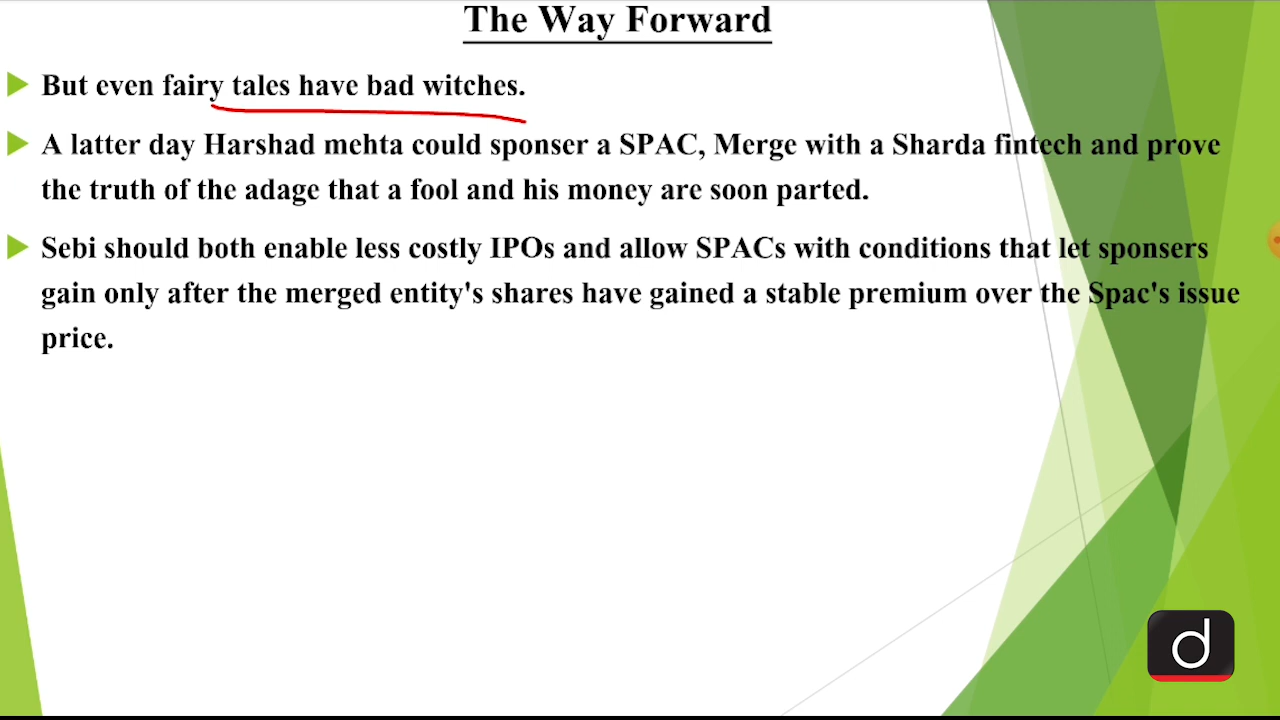 The Way Forward
But even fairy tales have bad witches.
A latter day Harshad mehta could sponser a SPAC, Merge with a Sharda fintech and prove
the truth of the adage that a fool and his money are soon parted.
Sebi should both enable less costly IPOs and allow SPACs with conditions that let sponsers
gain only after the merged entity's shares have gained a stable premium over the Spac's issue
price.
d